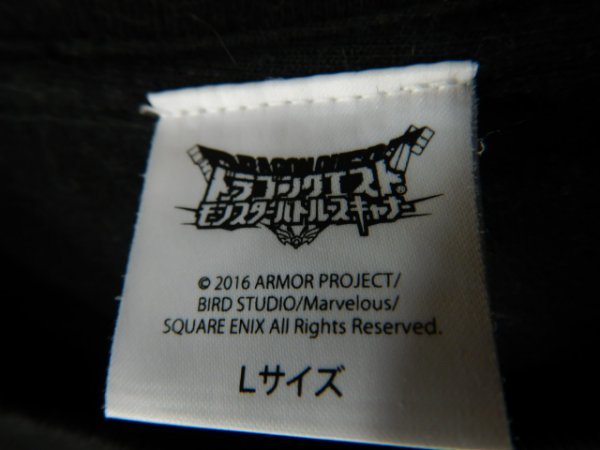 DRAGON QUEST
ドラゴンクエスト
モンスターバトルスキャナー
© 2016 ARMOR PROJECT/
BIRD STUDIO/Marvelous/
SQUARE ENIX All Rights Reserved.
Lサイズ